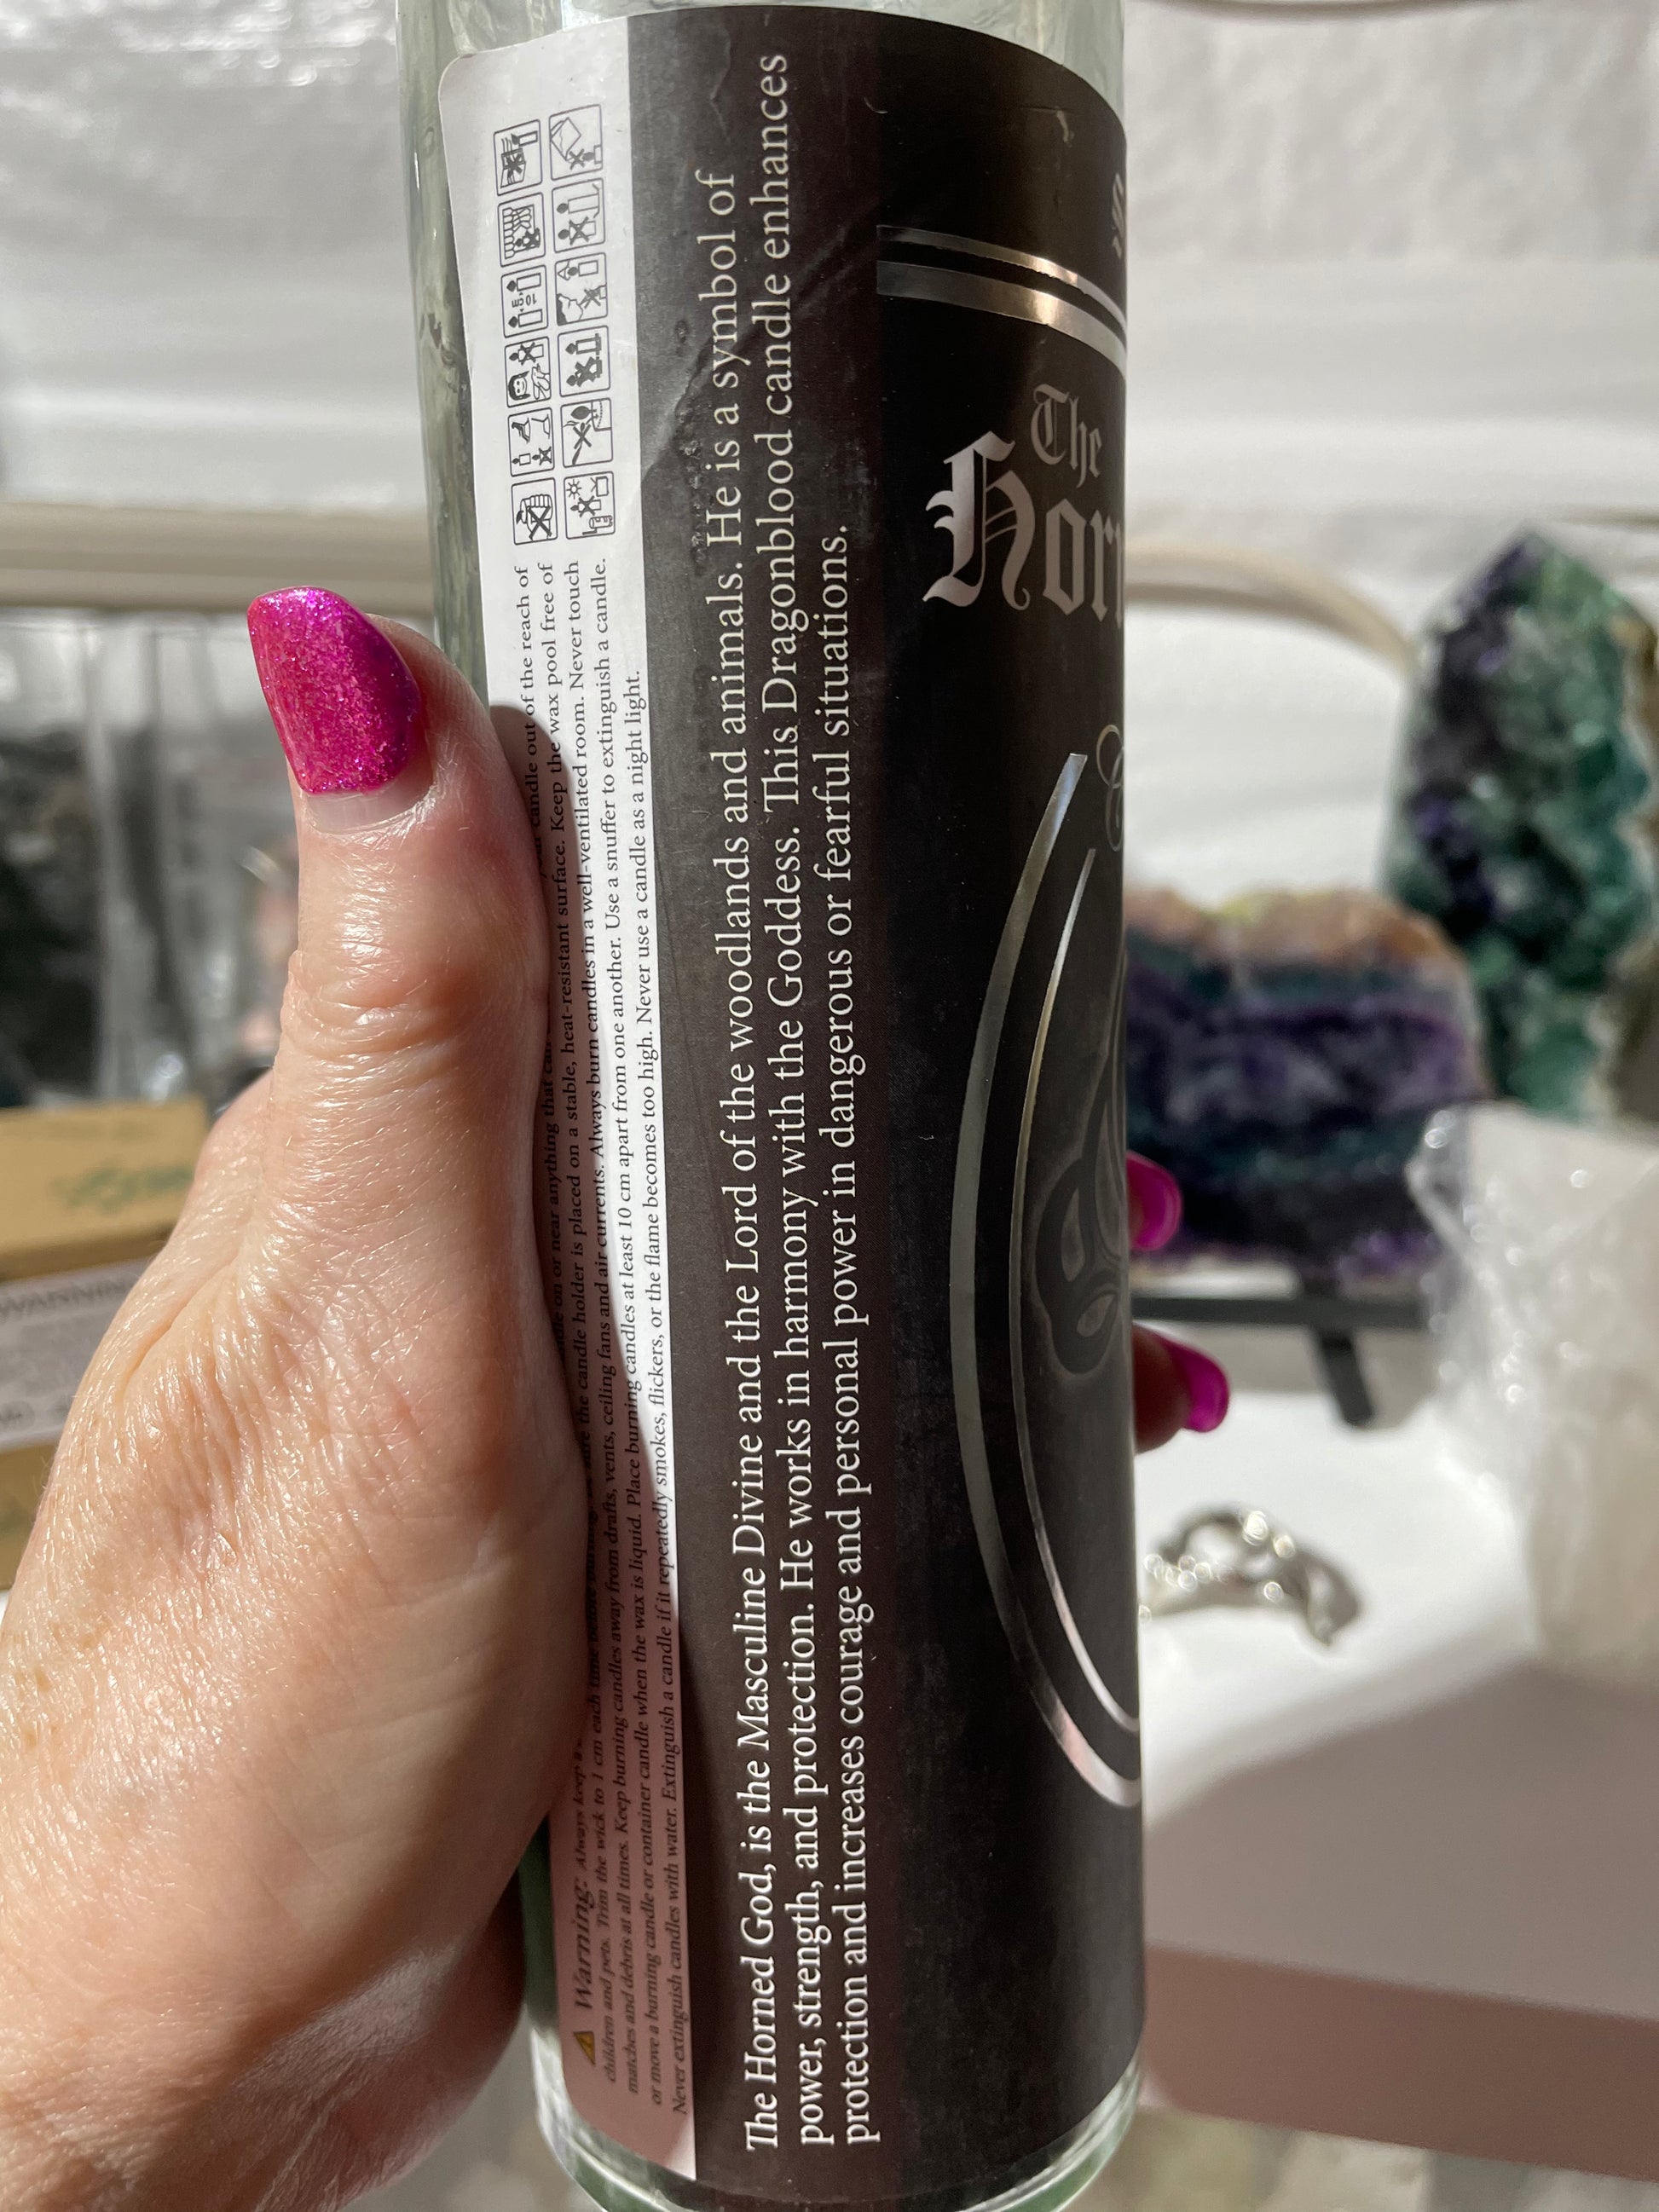 Warning: Always keep
candle out of the reach of
children and pets. Trim the wick to 1 cm each time
the candle holder is placed on a stable, heat-resistant surface. Keep the wax pool free of
matches and debris at all times. Keep burning candles away from drafts, vents, ceiling fans and air currents. Always burn candles in a well-ventilated room. Never touch
or move a burning candle or container candle when the wax is liquid. Place burning candles at least 10 cm apart from one another. Use a snuffer to extinguish a candle.
Never extinguish candles with water. Extinguish a candle if it repeatedly smokes, flickers, or the flame becomes too high. Never use a candle as a night light.
The Horned God, is the Masculine Divine and the Lord of the woodlands and animals. He is a symbol of
power, strength, and protection. He works in harmony with the Goddess. This Dragonblood candle enhances
protection and increases courage and personal power in dangerous or fearful situations.
The